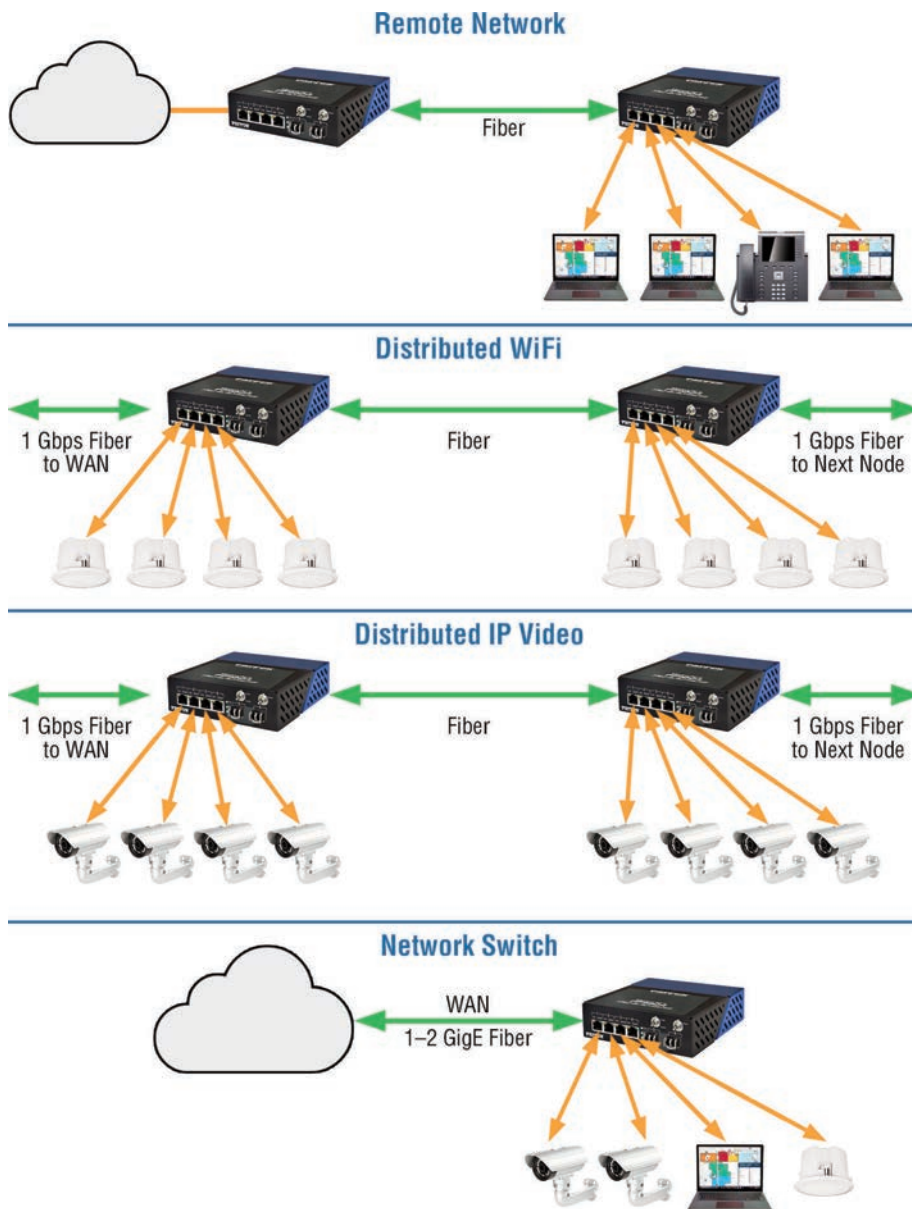 Remote Network
Fiber
Distributed WiFi
1 Gbps Fiber
to WAN
Fiber
1 Gbps Fiber
to Next Node
Distributed IP Video
1 Gbps Fiber
to WAN
Fiber
1 Gbps Fiber
to Next Node
Network Switch
WAN
1–2 GigE Fiber